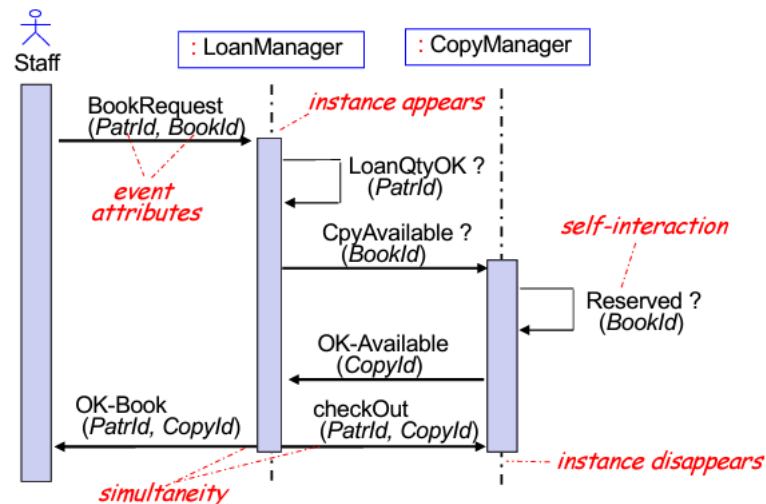 Staff
: LoanManager
: CopyManager
BookRequest
(PatrId, BookId)
instance appears
event
attributes
LoanQtyOK ?
(PatrId)
CpyAvailable ?
(BookId)
self-interaction
Reserved ?
(BookId)
OK-Available
(CopyId)
OK-Book
(PatrId, CopyId)
checkOut
(PatrId, CopyId)
simultaneity
instance disappears